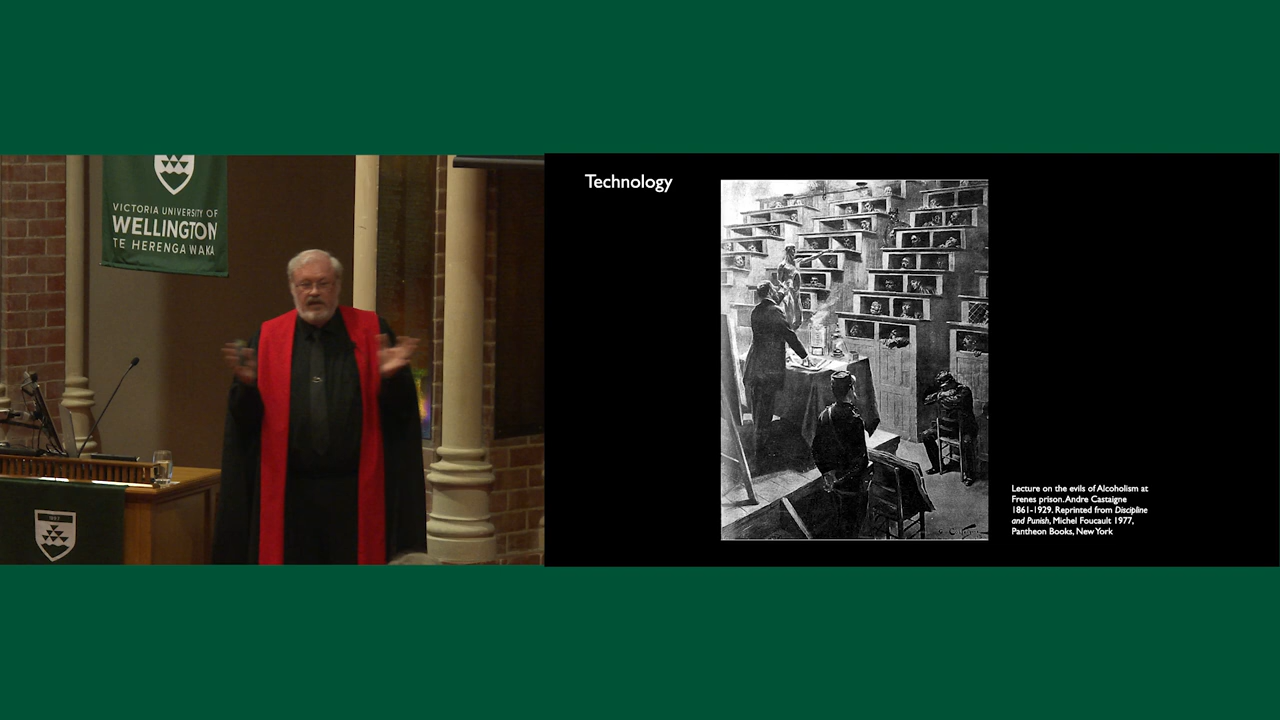 VICTORIA UNIVERSITY OF
WELLINGTON
TE HERENGA WAKA
Technology
Lecture on the evils of Alcoholism at
Frenes prison. Andre Castaigne
1861-1929. Reprinted from Discipline
and Punish, Michel Foucault 1977,
Pantheon Books, New York